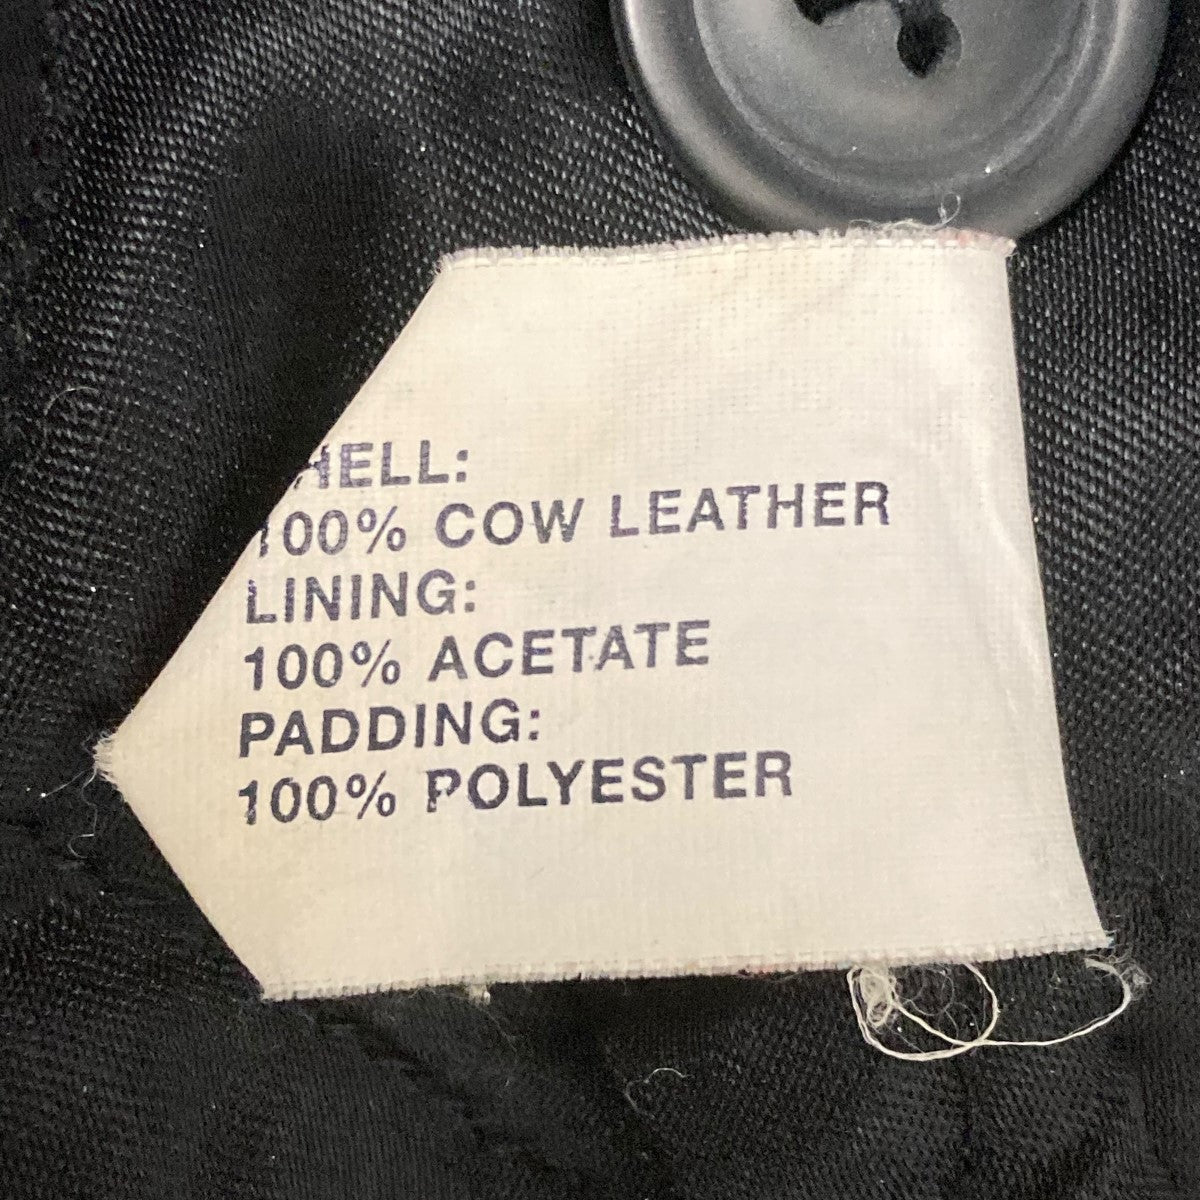 HELL:
100% COW LEATHER
LINING:
100% ACETATE
PADDING:
100% POLYESTER